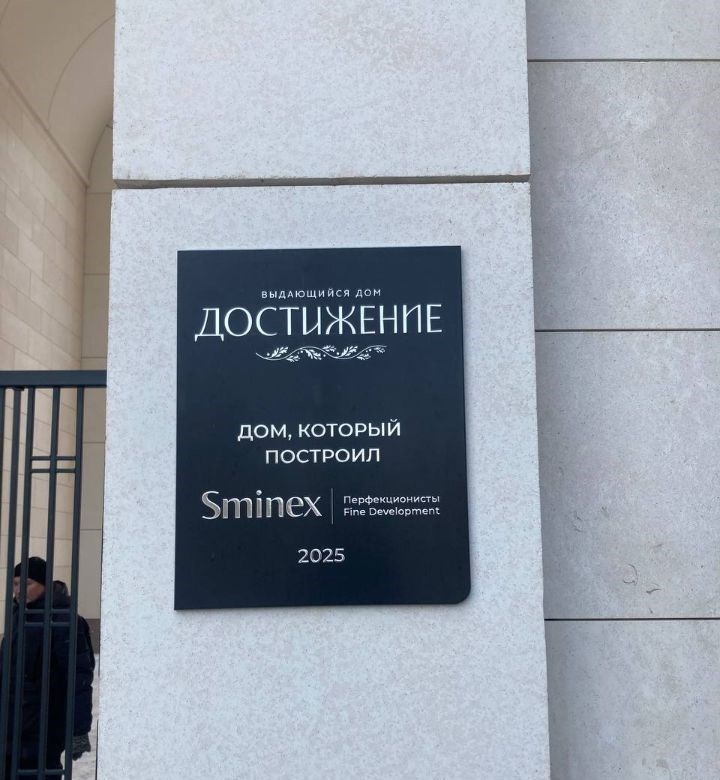 ВЫДАЮЩИЙСЯ ДОМ
ДОСТИЖЕНИЕ
ДОМ, КОТОРЫЙ
ПОСТРОИЛ
Sminex
Перфекционисты
Fine Development
2025